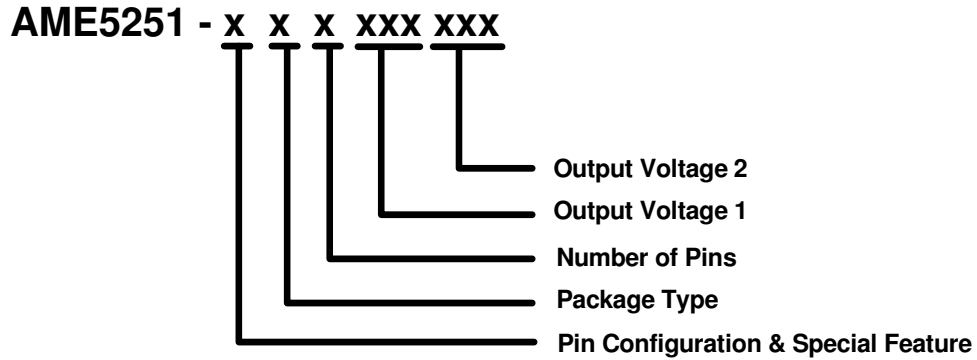 AME5251 - x x x xxx xxx
Output Voltage 2
Output Voltage 1
Number of Pins
Package Type
Pin Configuration & Special Feature